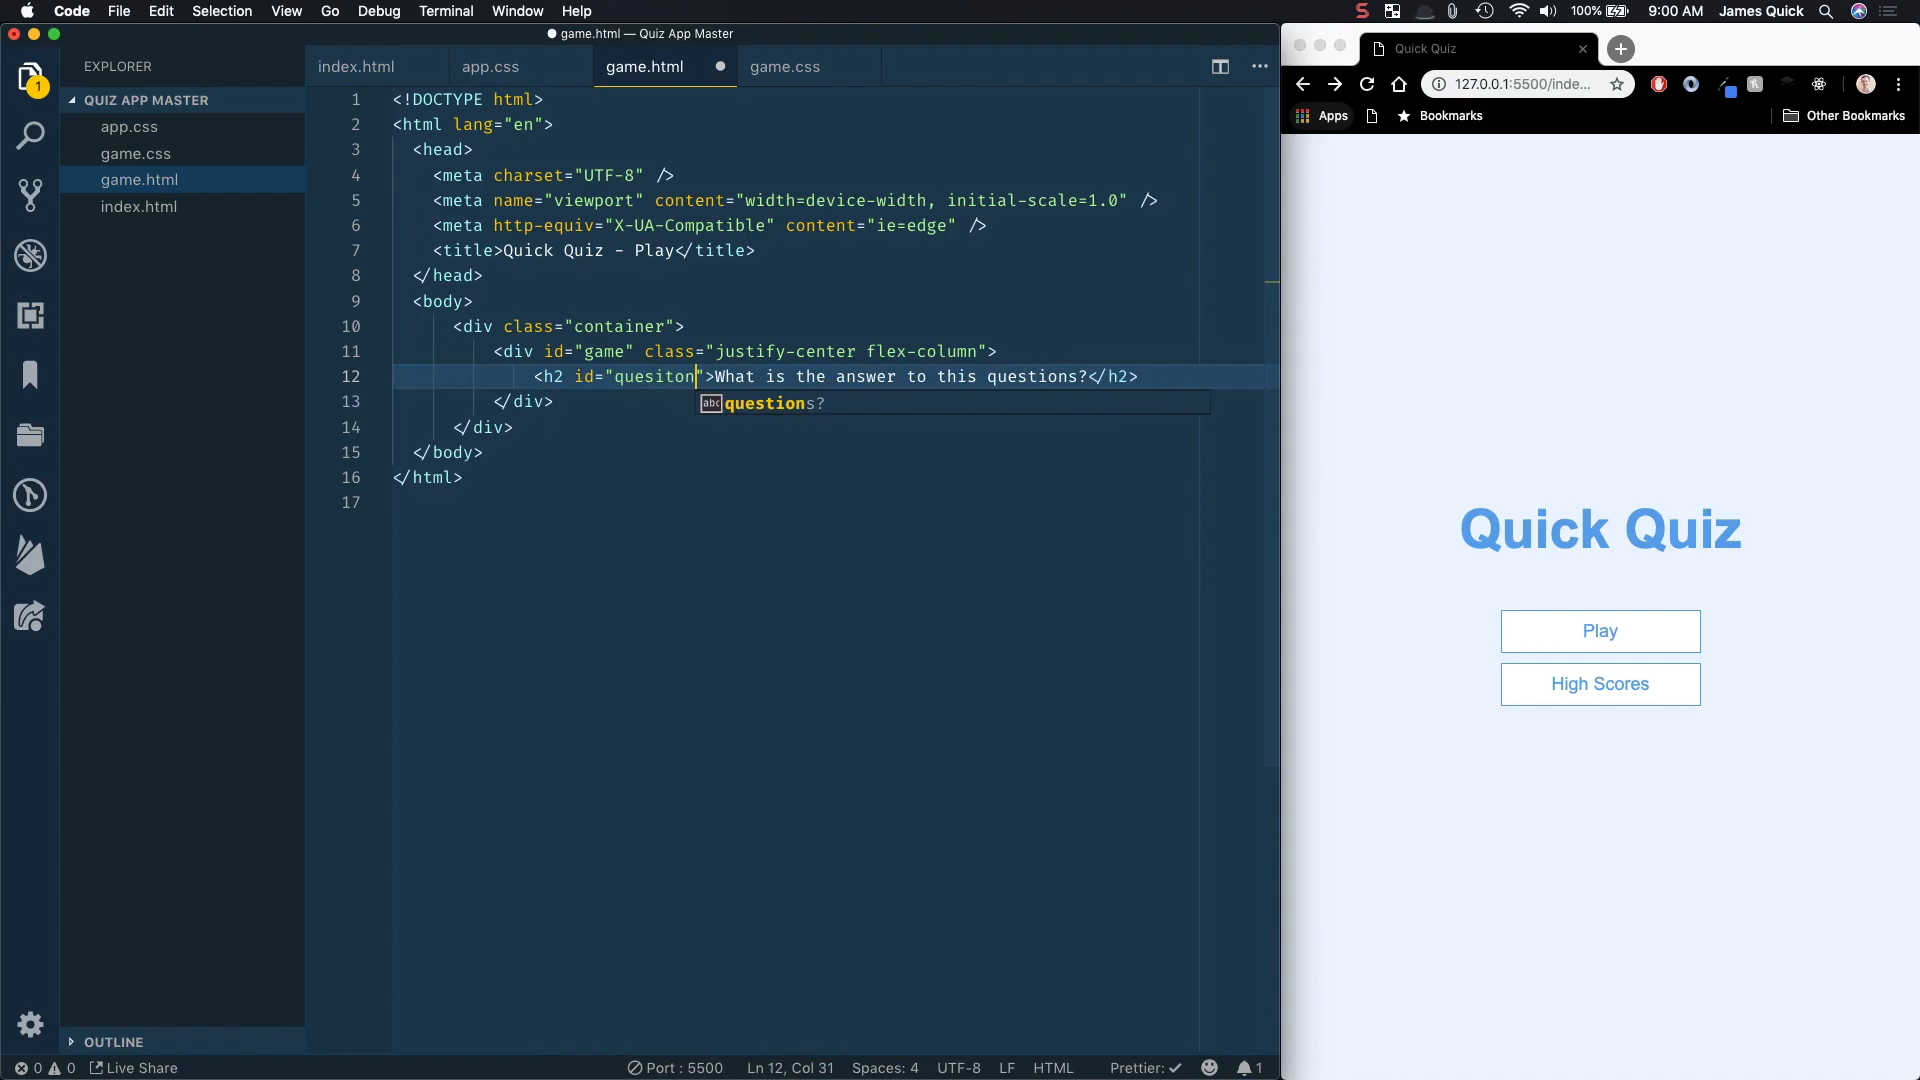 Code File Edit Selection View Go Debug Terminal Window Help
100% 9:00 AM James Quick
game.html — Quiz App Master
Quick Quiz
EXPLORER
index.html app.css game.html game.css
127.0.0.1:5500/inde...
Apps Bookmarks Other Bookmarks
1
QUIZ APP MASTER
app.css
game.css
game.html
index.html
1 <!DOCTYPE html>
2 <html lang="en">
3 <head>
4 <meta charset="UTF-8" />
5 <meta name="viewport" content="width=device-width, initial-scale=1.0" />
6 <meta http-equiv="X-UA-Compatible" content="ie=edge" />
7 <title>Quick Quiz - Play</title>
8 </head>
9 <body>
10 <div class="container">
11 <div id="game" class="justify-center flex-column">
12 <h2 id="quesiton">What is the answer to this questions?</h2>
13 </div>
abc questions?
14 </div>
15 </body>
16 </html>
17
Quick Quiz
Play
High Scores
OUTLINE
0 0 Live Share Port : 5500 Ln 12, Col 31 Spaces: 4 UTF-8 LF HTML Prettier: 1